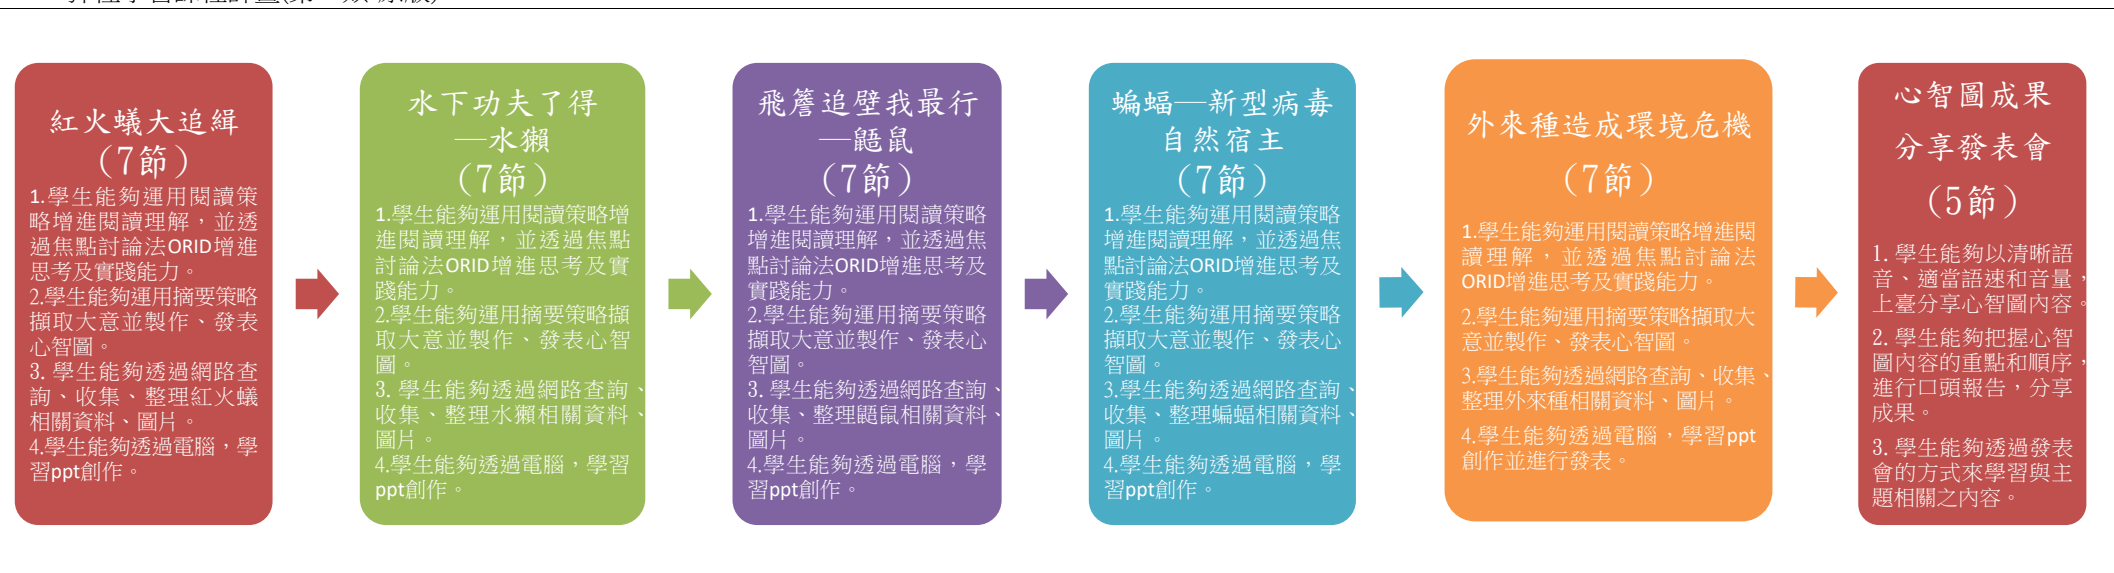 紅火蟻大追緝
(7節)
1.學生能夠運用閱讀策
略增進閱讀理解，並透
過焦點討論法ORID增進
思考及實踐能力。
2.學生能夠運用摘要策略
擷取大意並製作、發表
心智圖。
3. 學生能夠透過網路查
詢、收集、整理紅火蟻
相關資料、圖片。
4.學生能夠透過電腦，學
習ppt創作。
水下功夫了得
—水獺
(7節)
1.學生能夠運用閱讀策略增
進閱讀理解，並透過焦點
討論法ORID增進思考及實
踐能力。
2.學生能夠運用摘要策略擷
取大意並製作、發表心智
圖。
3. 學生能夠透過網路查詢、
收集、整理水獺相關資料、
圖片。
4.學生能夠透過電腦，學習
ppt創作。
飛簷追壁我最行
—鼯鼠
(7節)
1.學生能夠運用閱讀策略
增進閱讀理解，並透過焦
點討論法ORID增進思考及
實踐能力。
2.學生能夠運用摘要策略
擷取大意並製作、發表心
智圖。
3. 學生能夠透過網路查詢、
收集、整理鼯鼠相關資料、
圖片。
4.學生能夠透過電腦，學
習ppt創作。
蝙蝠—新型病毒
自然宿主
(7節)
1.學生能夠運用閱讀策略
增進閱讀理解，並透過焦
點討論法ORID增進思考及
實踐能力。
2.學生能夠運用摘要策略
擷取大意並製作、發表心
智圖。
3.學生能夠透過網路查詢、
收集、整理蝙蝠相關資料、
圖片。
4.學生能夠透過電腦，學
習ppt創作。
外來種造成環境危機
(7節)
1.學生能夠運用閱讀策略增進閱
讀理解，並透過焦點討論法
ORID增進思考及實踐能力。
2.學生能夠運用摘要策略擷取大
意並製作、發表心智圖。
3.學生能夠透過網路查詢、收集、
整理外來種相關資料、圖片。
4.學生能夠透過電腦，學習ppt
創作並進行發表。
心智圖成果
分享發表會
(5節)
1. 學生能夠以清晰語
音、適當語速和音量，
上臺分享心智圖內容。
2. 學生能夠把握心智
圖內容的重點和順序，
進行口頭報告，分享
成果。
3. 學生能夠透過發表
會的方式來學習與主
題相關之內容。